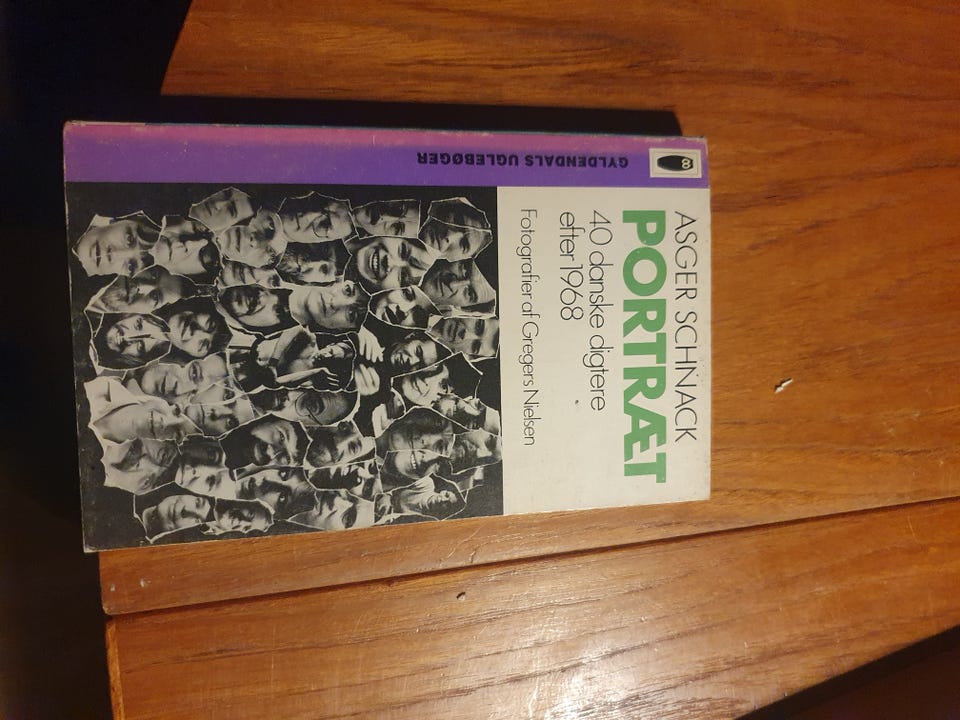 ASGER SCHNACK
PORTRÆT
40 danske digtere
efter 1968
Fotografier af Gregers Nielsen
GYLDENDALS UGLEBØGER